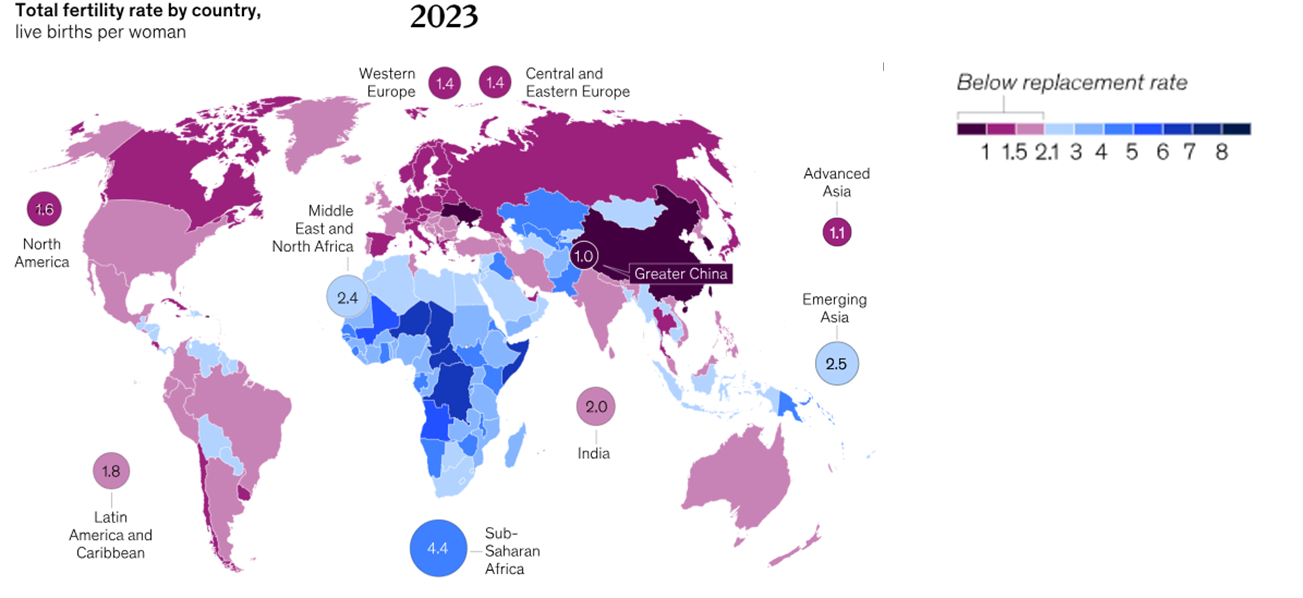 Total fertility rate by country,
live births per woman
2023
Western
Europe
1.4
1.4
Central and
Eastern Europe
Below replacement rate
1 1.5 2.1 3 4 5 6 7 8
Advanced
Asia
1.1
1.6
North
America
Middle
East and
North Africa
2.4
1.0
Greater China
Emerging
Asia
2.5
2.0
India
1.8
Latin
America and
Caribbean
4.4
Sub-
Saharan
Africa